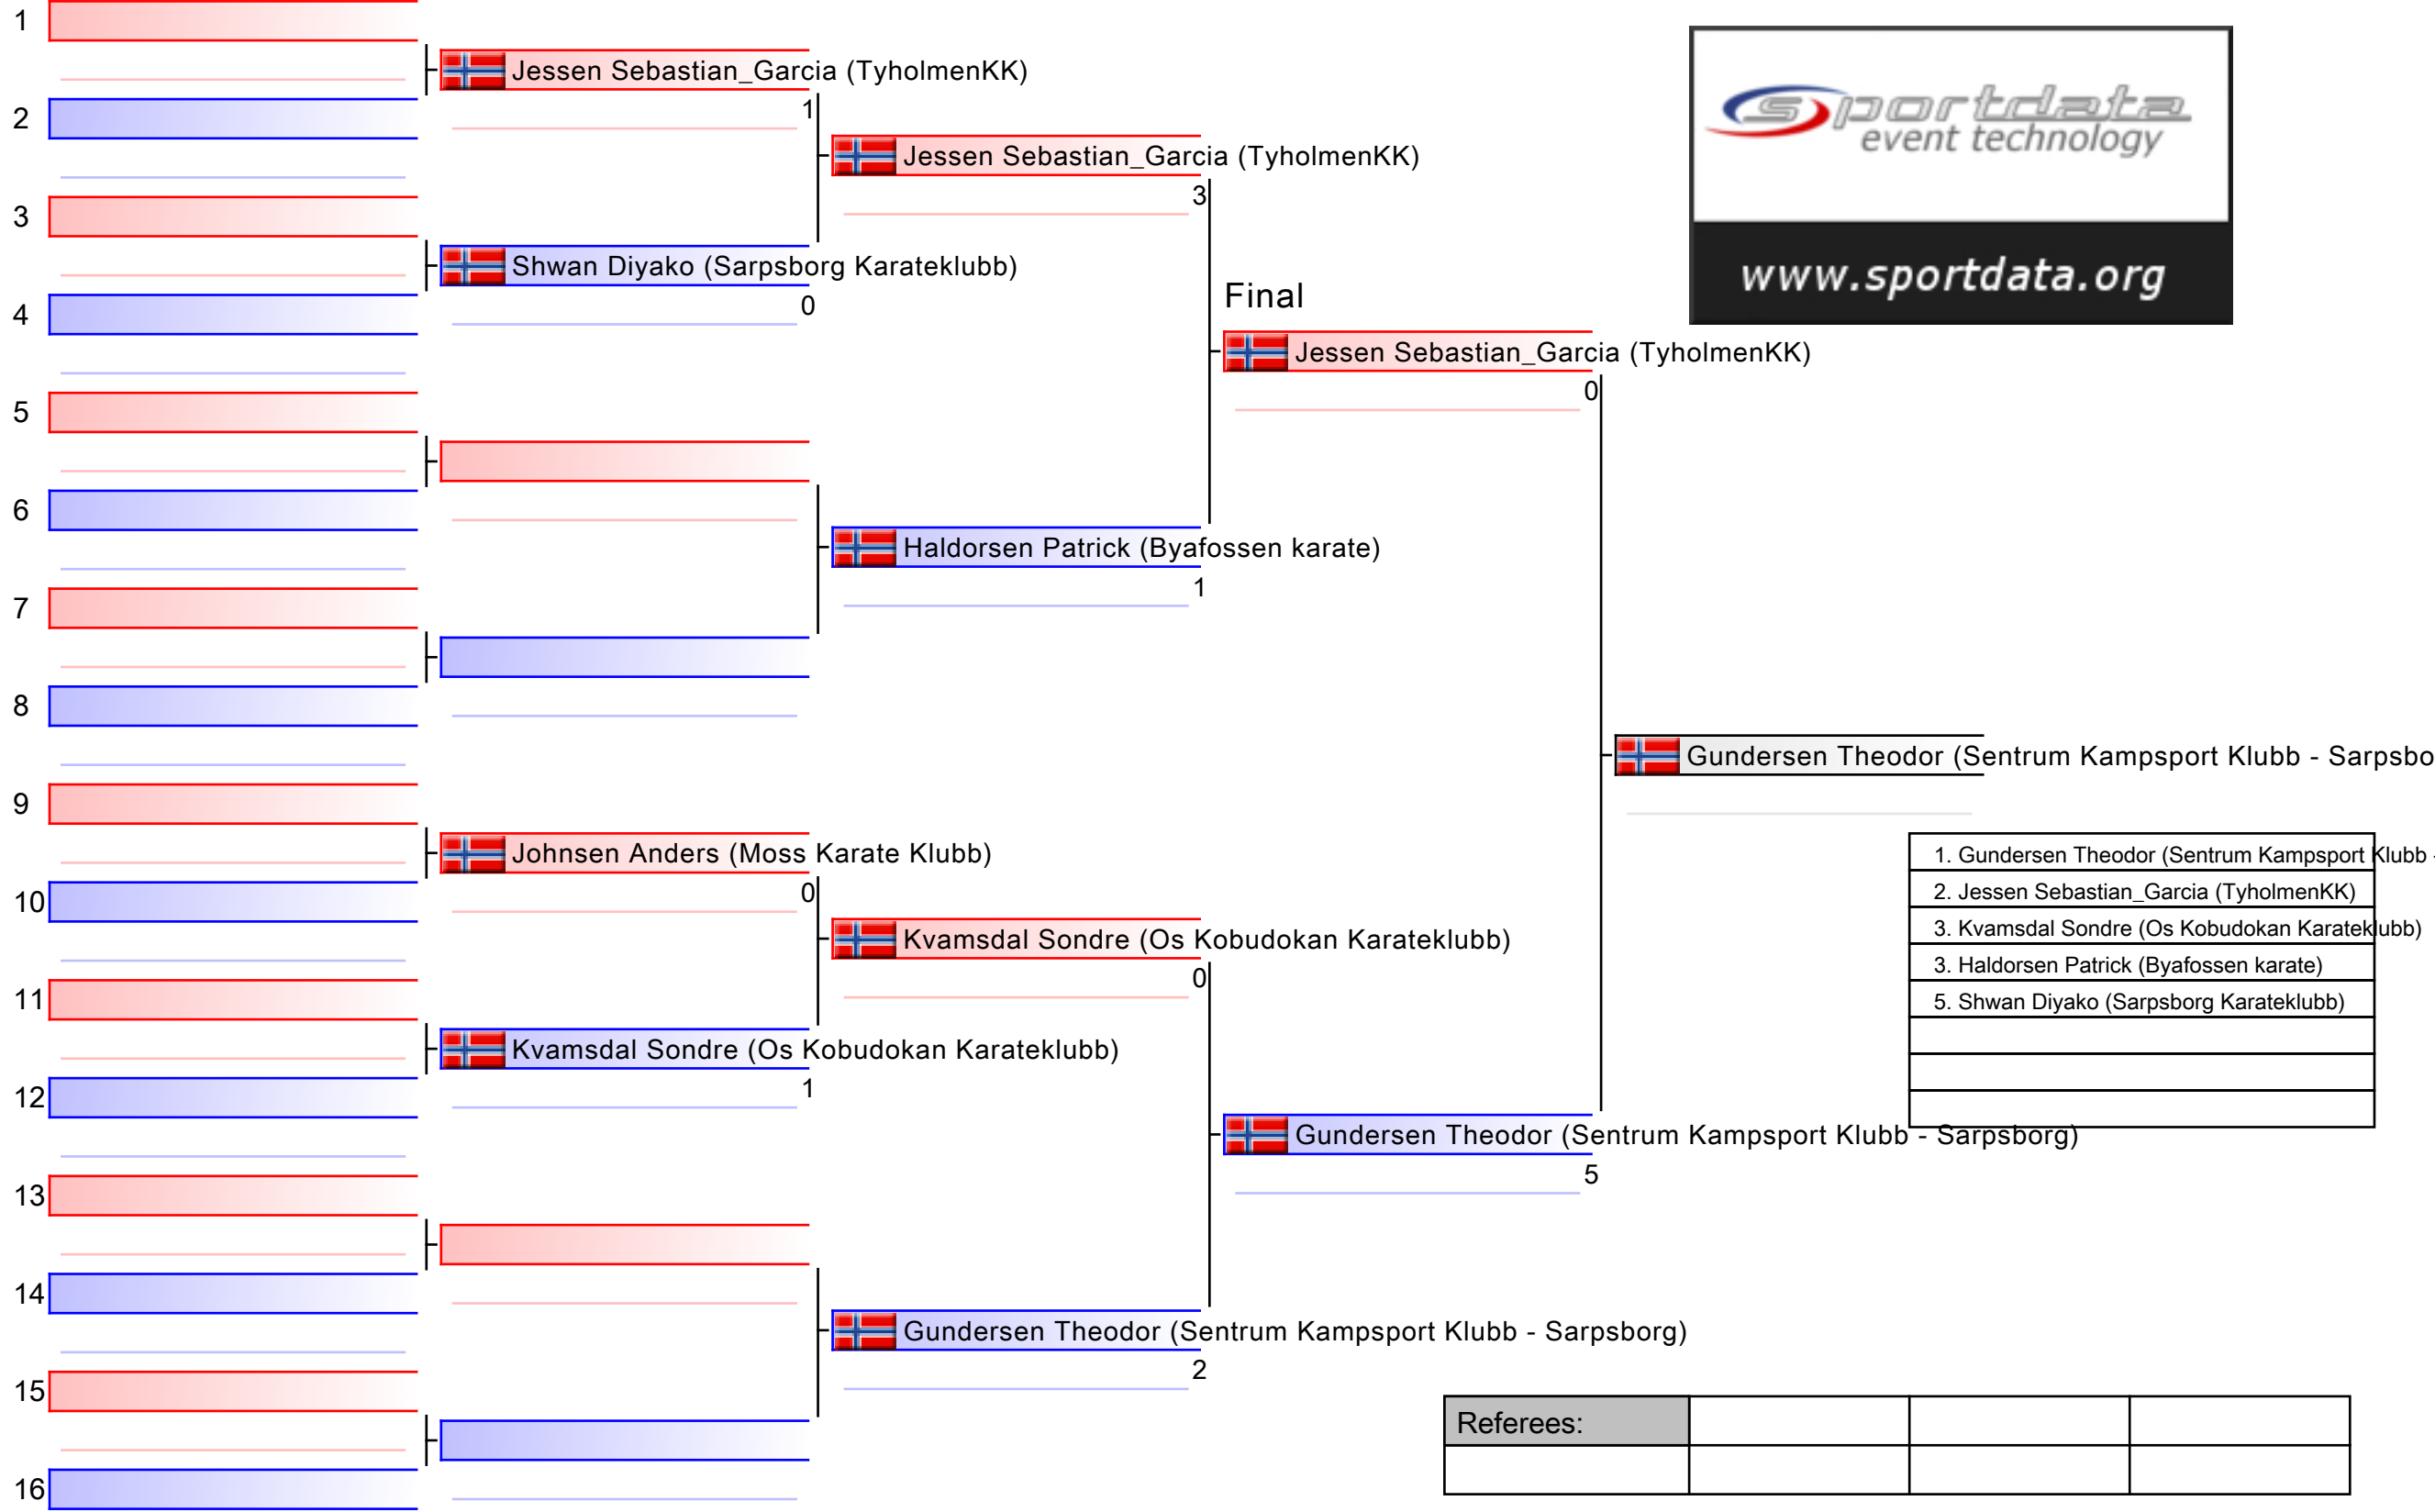 1
Jessen Sebastian_Garcia (TyholmenKK)
1
2
Jessen Sebastian_Garcia (TyholmenKK)
3
3
Shwan Diyako (Sarpsborg Karateklubb)
0
4
sportdata
event technology
www.sportdata.org
Final
Jessen Sebastian_Garcia (TyholmenKK)
0
5
6
Haldorsen Patrick (Byafossen karate)
1
7
8
Gundersen Theodor (Sentrum Kampsport Klubb - Sarpsbo
9
Johnsen Anders (Moss Karate Klubb)
0
10
Kvamsdal Sondre (Os Kobudokan Karateklubb)
0
11
Kvamsdal Sondre (Os Kobudokan Karateklubb)
1
12
1. Gundersen Theodor (Sentrum Kampsport Klubb -
2. Jessen Sebastian_Garcia (TyholmenKK)
3. Kvamsdal Sondre (Os Kobudokan Karateklubb)
3. Haldorsen Patrick (Byafossen karate)
5. Shwan Diyako (Sarpsborg Karateklubb)
Gundersen Theodor (Sentrum Kampsport Klubb - Sarpsborg)
5
13
14
Gundersen Theodor (Sentrum Kampsport Klubb - Sarpsborg)
2
15
16
Referees: